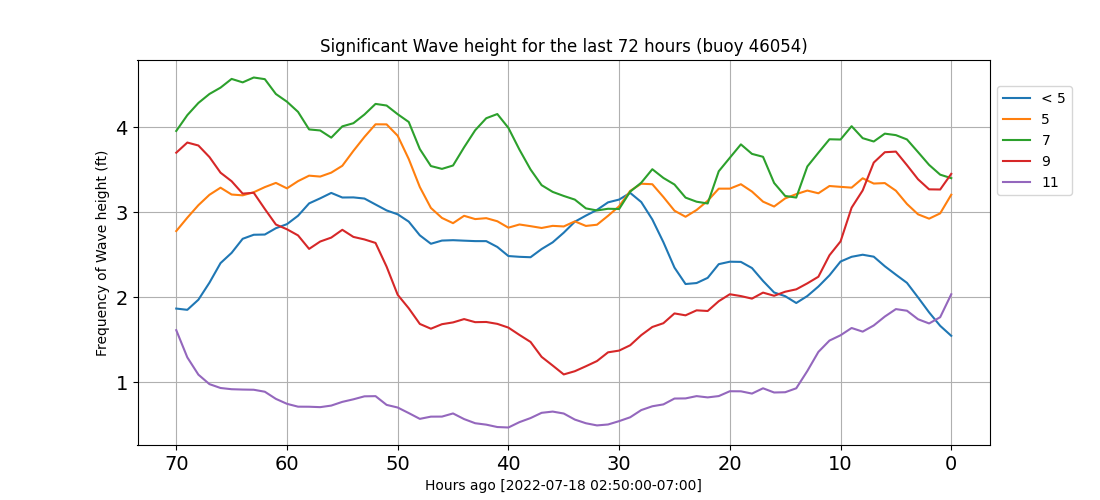 Significant Wave height for the last 72 hours (buoy 46054)
Frequency of Wave height (ft)
4
3
2
1
70 60 50 40 30 20 10 0
Hours ago [2022-07-18 02:50:00-07:00]
< 5
5
7
9
11